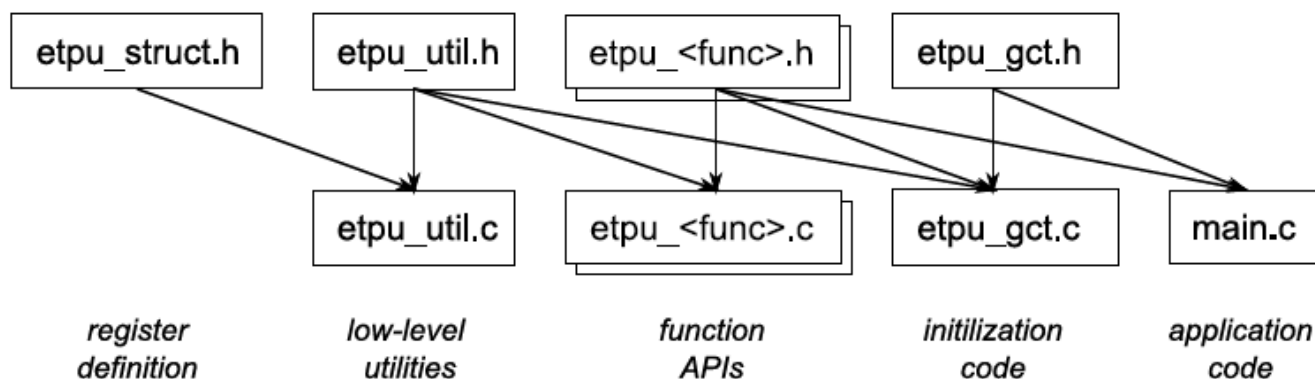 etpu_struct.h etpu_util.h etpu_<func>.h etpu_gct.h
etpu_util.c etpu_<func>.c etpu_gct.c main.c
register low-level function initilization application
definition utilities APIs code code